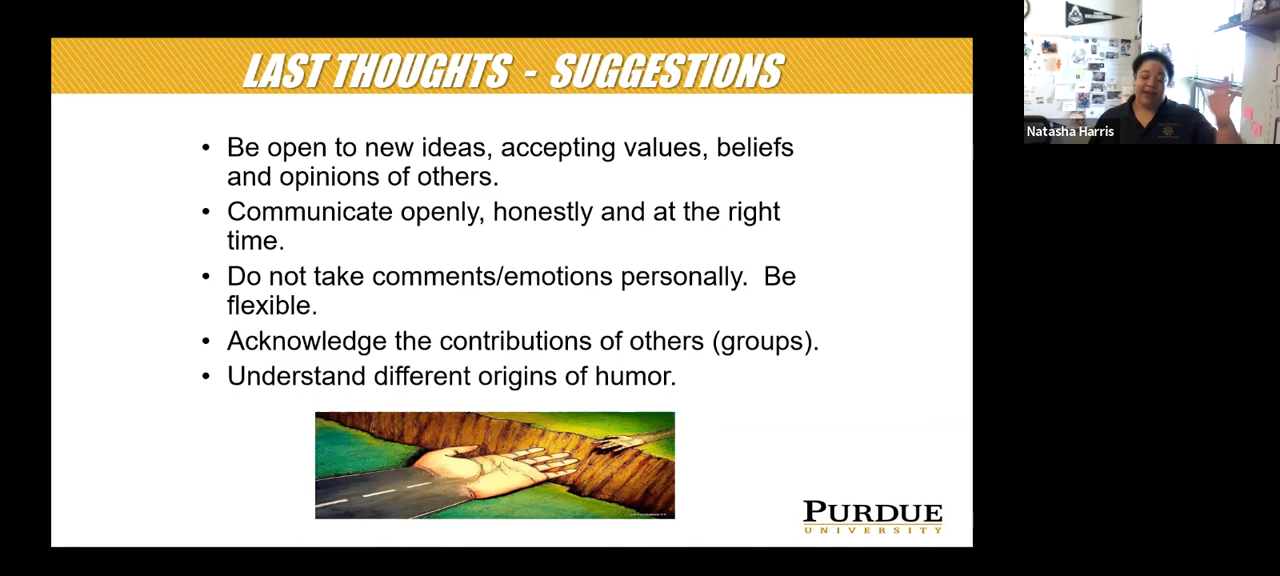 LAST THOUGHTS - SUGGESTIONS
• Be open to new ideas, accepting values, beliefs
and opinions of others.
• Communicate openly, honestly and at the right
time.
• Do not take comments/emotions personally.  Be
flexible.
• Acknowledge the contributions of others (groups).
• Understand different origins of humor.
PURDUE
UNIVERSITY
Natasha Harris